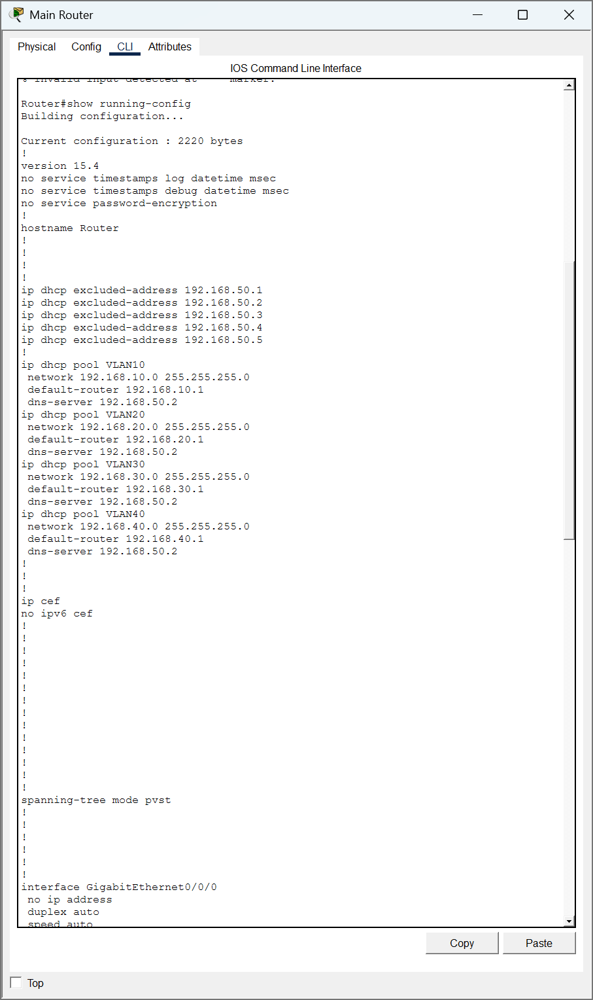 Main Router
Physical Config CLI Attributes
IOS Command Line Interface
% Invalid input detected at marker.
Router#show running-config
Building configuration...
Current configuration : 2220 bytes
!
version 15.4
no service timestamps log datetime msec
no service timestamps debug datetime msec
no service password-encryption
!
hostname Router
!
!
!
!
ip dhcp excluded-address 192.168.50.1
ip dhcp excluded-address 192.168.50.2
ip dhcp excluded-address 192.168.50.3
ip dhcp excluded-address 192.168.50.4
ip dhcp excluded-address 192.168.50.5
!
ip dhcp pool VLAN10
network 192.168.10.0 255.255.255.0
default-router 192.168.10.1
dns-server 192.168.50.2
ip dhcp pool VLAN20
network 192.168.20.0 255.255.255.0
default-router 192.168.20.1
dns-server 192.168.50.2
ip dhcp pool VLAN30
network 192.168.30.0 255.255.255.0
default-router 192.168.30.1
dns-server 192.168.50.2
ip dhcp pool VLAN40
network 192.168.40.0 255.255.255.0
default-router 192.168.40.1
dns-server 192.168.50.2
!
!
!
ip cef
no ipv6 cef
!
!
!
!
!
!
!
!
!
!
!
!
!
!
spanning-tree mode pvst
!
!
!
!
!
!
interface GigabitEthernet0/0/0
no ip address
duplex auto
speed auto
Copy Paste
Top